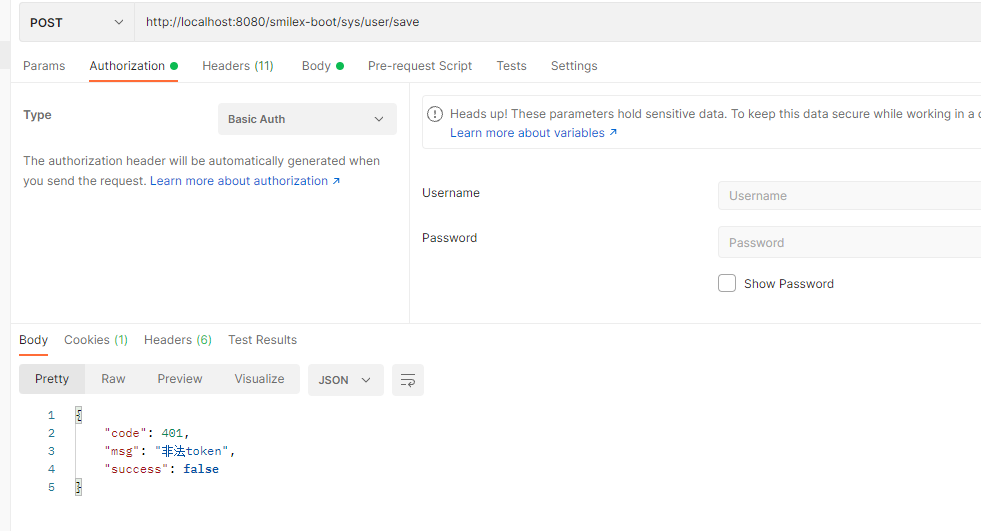 POST http://localhost:8080/smilex-boot/sys/user/save
Params Authorization Headers (11) Body Pre-request Script Tests Settings
Type Basic Auth
The authorization header will be automatically generated when
you send the request. Learn more about authorization ↗
Heads up! These parameters hold sensitive data. To keep this data secure while working in a
Learn more about variables ↗
Username Username
Password Password
Show Password
Body Cookies (1) Headers (6) Test Results
Pretty Raw Preview Visualize JSON
1 {
2 "code": 401,
3 "msg": "非法token",
4 "success": false
5 }